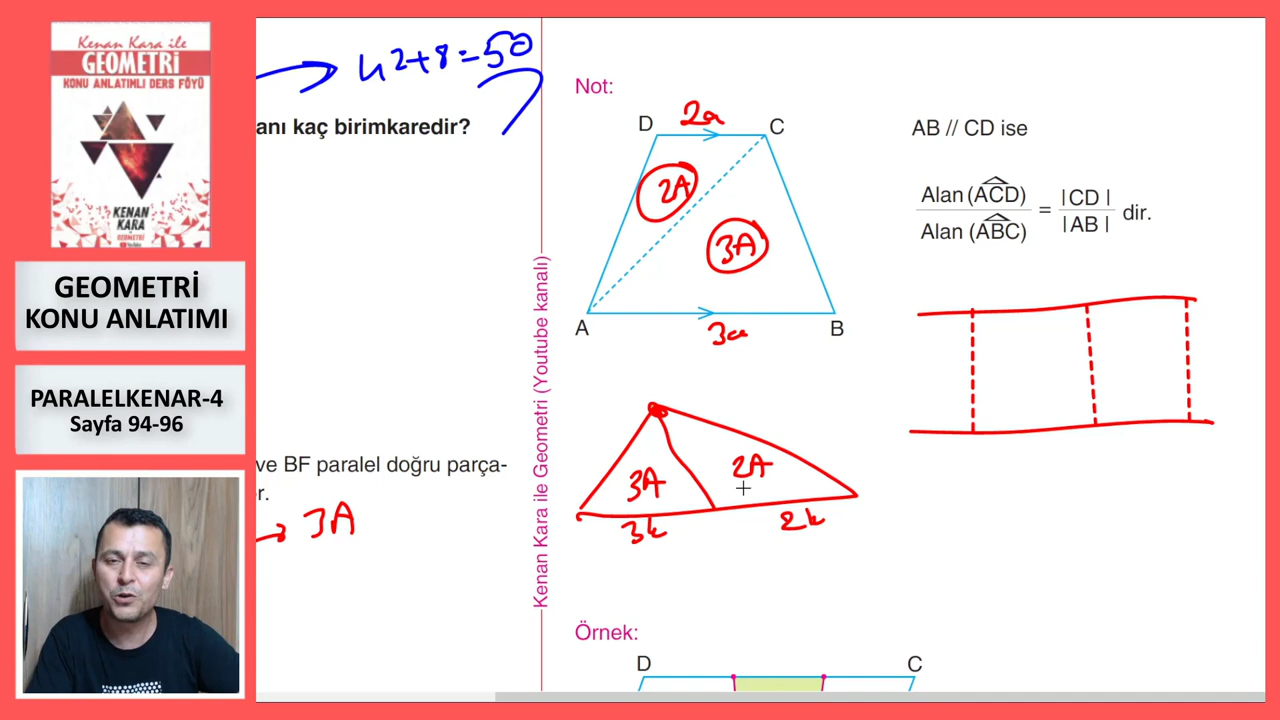 Kenan Kara ile
GEOMETRİ
KONU ANLATIMLI DERS FÖYÜ
KENAN
KARA
GEOMETRİ
GEOMETRİ
KONU ANLATIMI
PARALELKENAR-4
Sayfa 94-96
42+8=50
anı kaç birimkaredir?
ve BF paralel doğru parça-
r.
3A
Kenan Kara ile Geometri (Youtube kanalı)
Not:
2a
D C
2A
3A
A B
3a
AB // CD ise
Alan (ACD) / Alan (ABC) = |CD| / |AB| dir.
3A 2A
3k 2k
Örnek:
D C